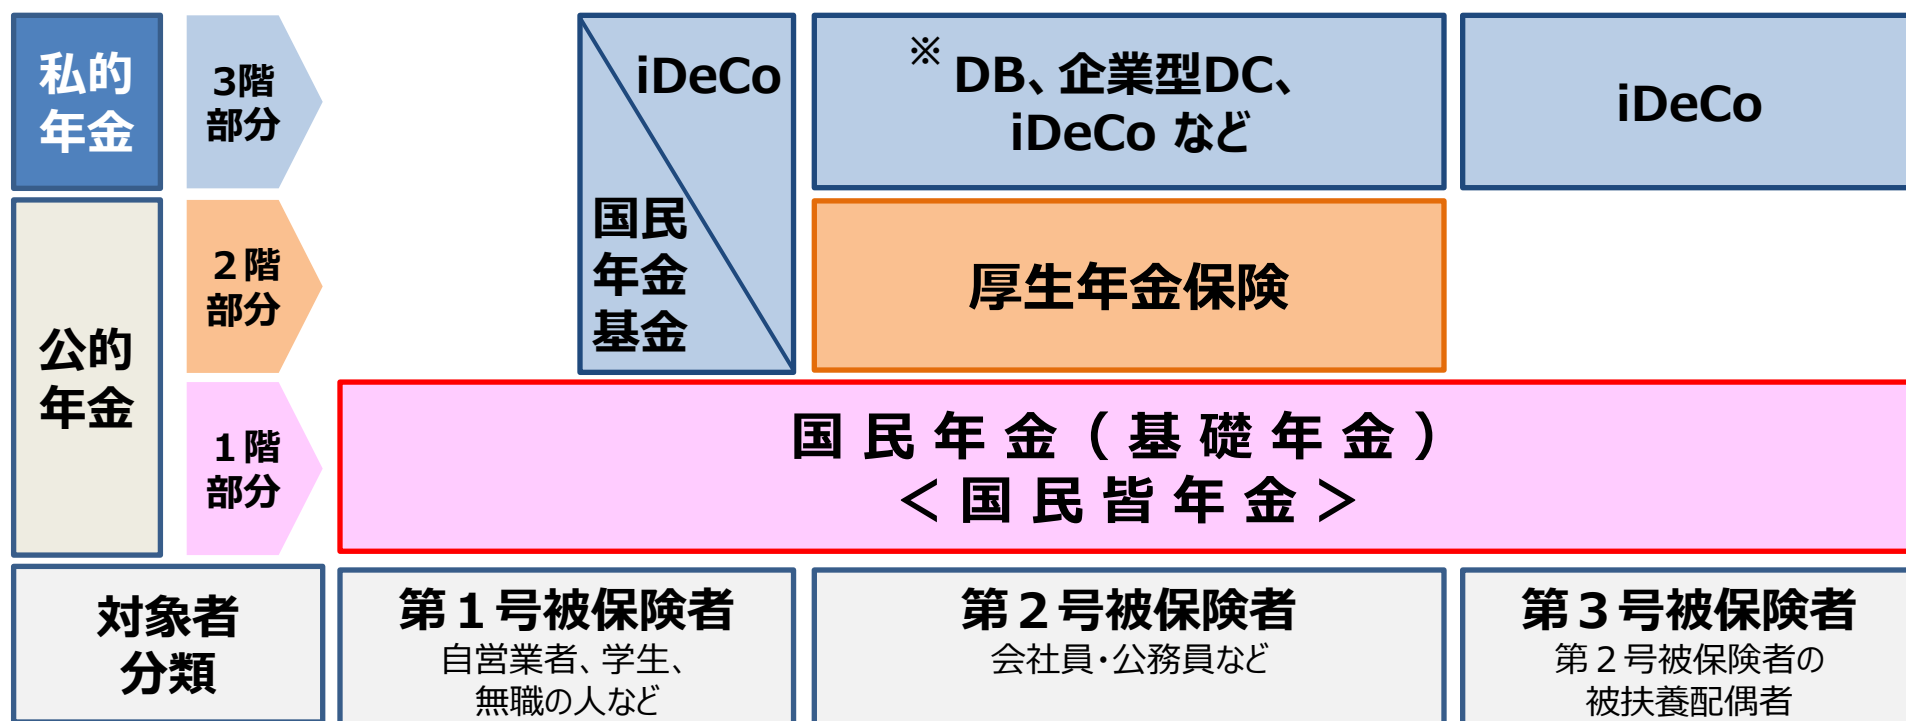 私的
年金
3階
部分
iDeCo
国民
年金
基金
※
DB、企業型DC、
iDeCo など
iDeCo
公的
年金
２階
部分
厚生年金保険
１階
部分
国民年金（基礎年金）
＜国民皆年金＞
対象者
分類
第１号被保険者
自営業者、学生、
無職の人など
第２号被保険者
会社員・公務員など
第３号被保険者
第２号被保険者の
被扶養配偶者